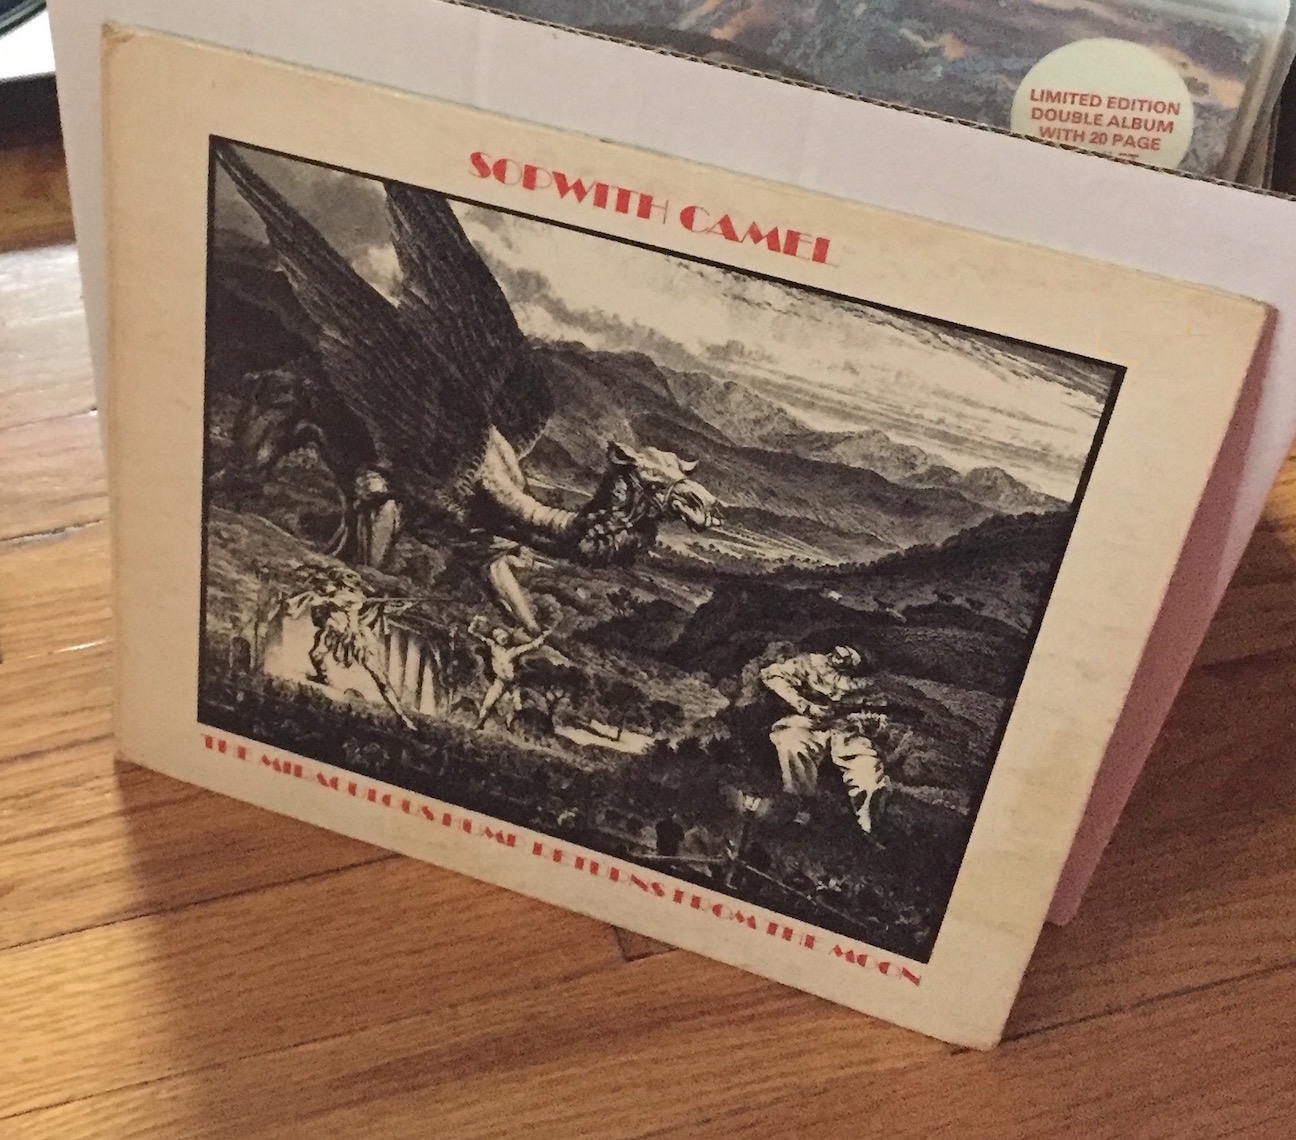 LIMITED EDITION
DOUBLE ALBUM
WITH 20 PAGE
SOPWITH CAMEL
THE MIRACULOUS HUMP RETURNS FROM THE MOON